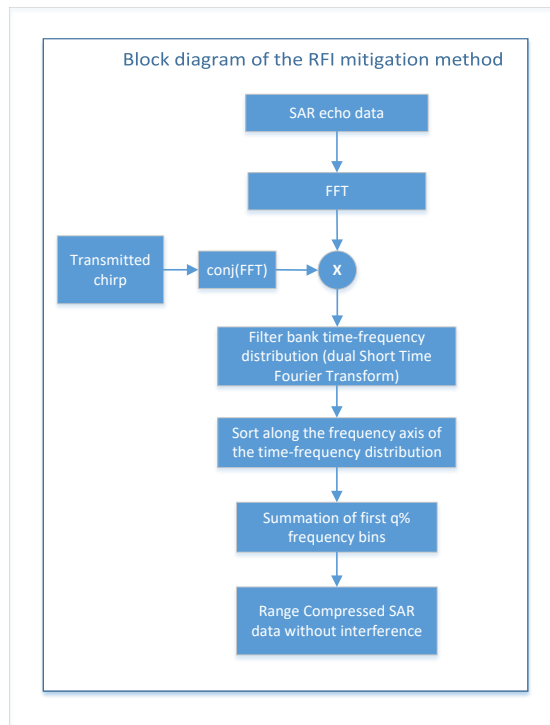 Block diagram of the RFI mitigation method
SAR echo data
FFT
Transmitted
chirp
conj(FFT)
X
Filter bank time-frequency
distribution (dual Short Time
Fourier Transform)
Sort along the frequency axis of
the time-frequency distribution
Summation of first q%
frequency bins
Range Compressed SAR
data without interference